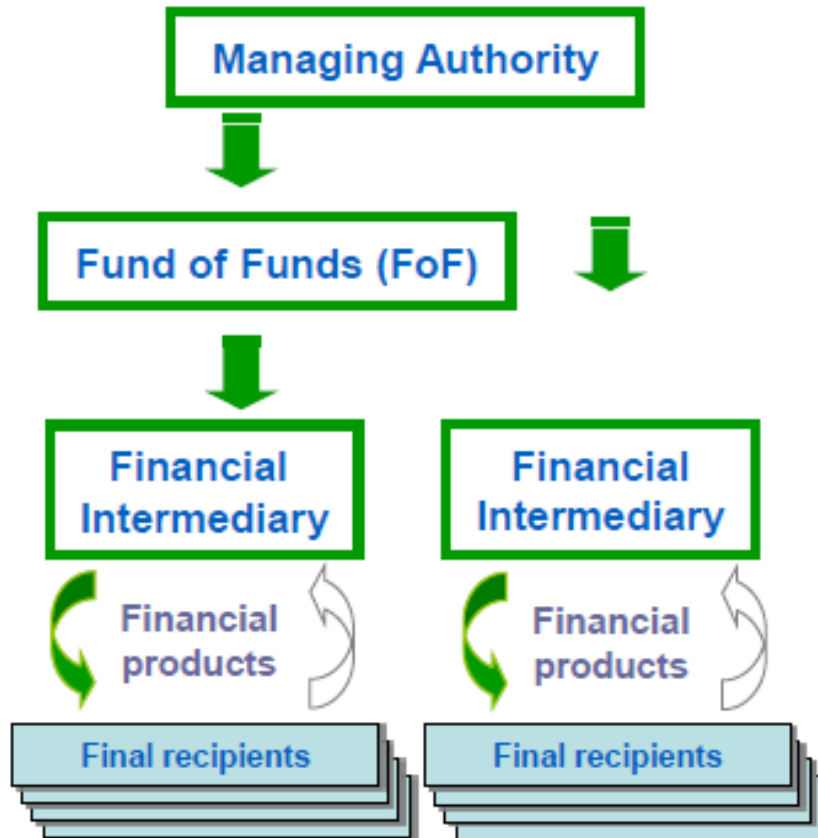 Managing Authority
Fund of Funds (FoF)
Financial
Intermediary
Financial
Intermediary
Financial
products
Financial
products
Final recipients
Final recipients